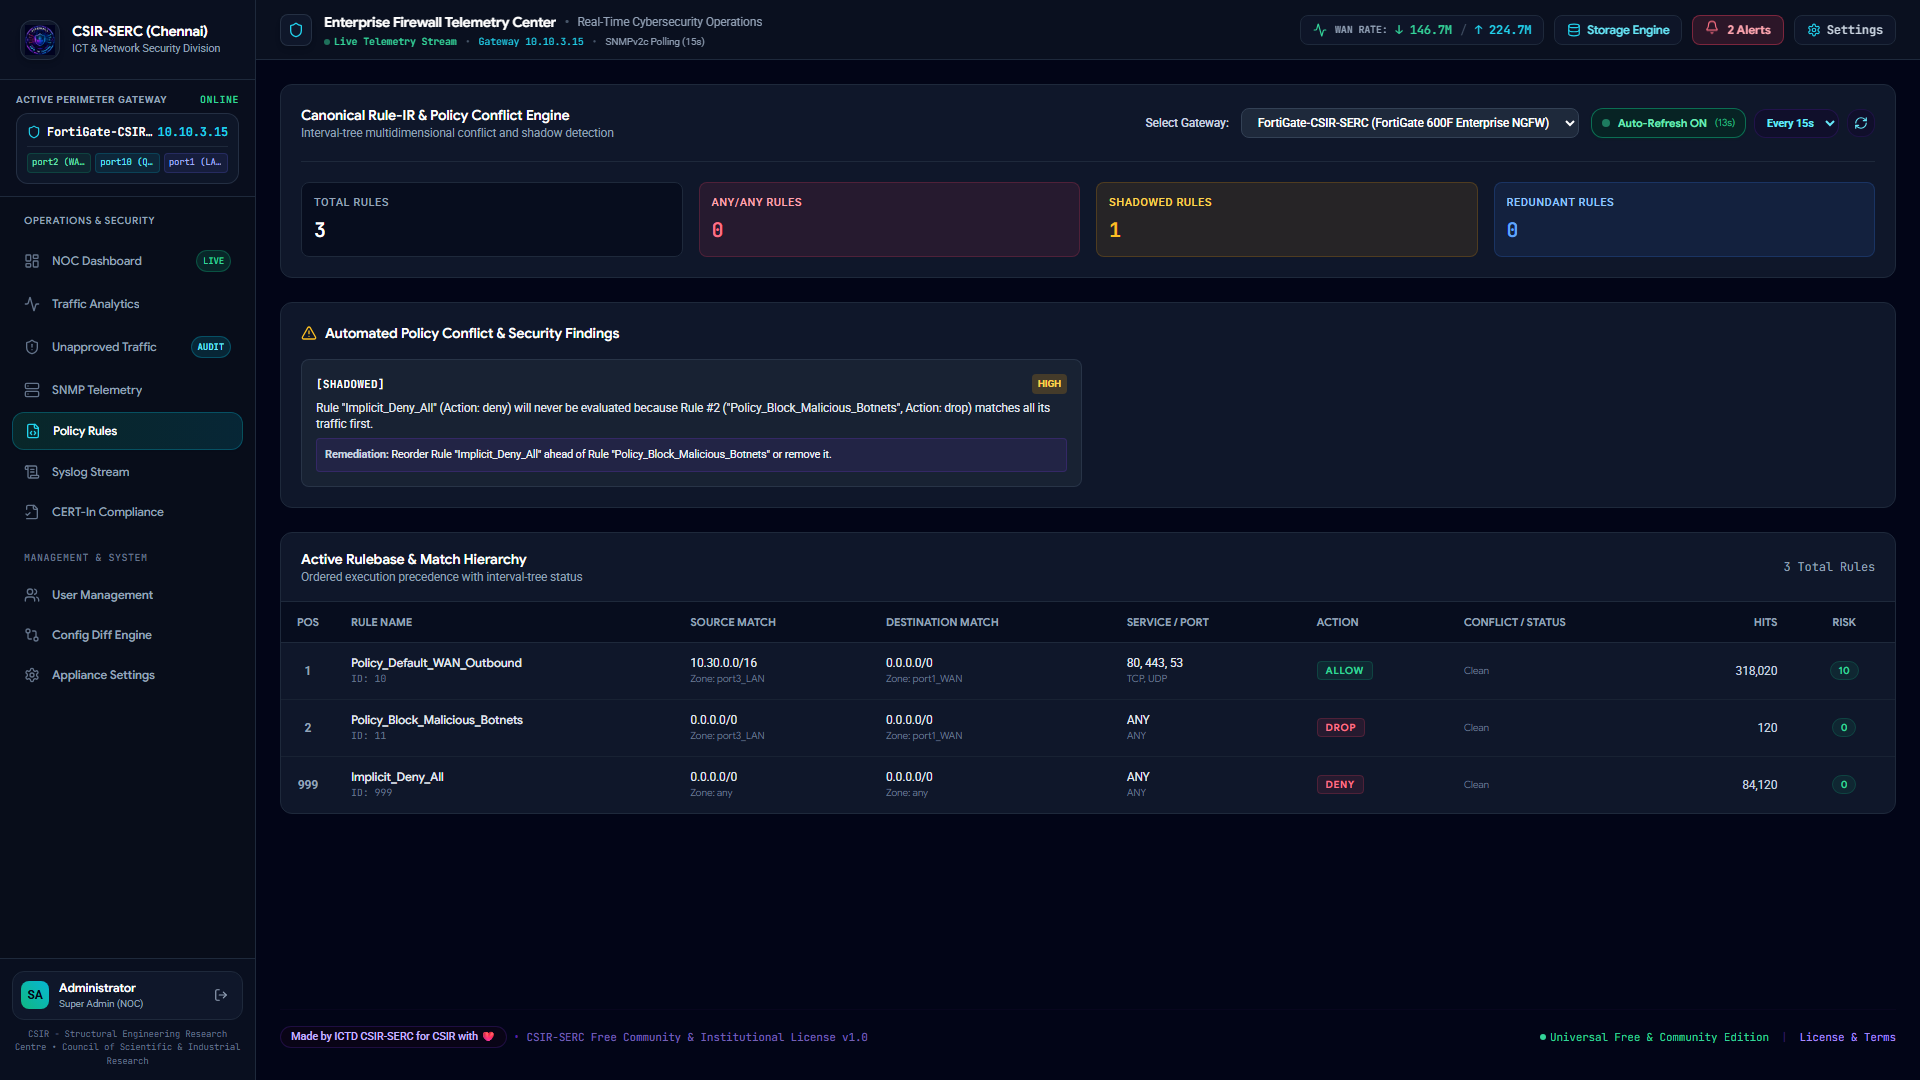 CSIR-SERC (Chennai)
ICT & Network Security Division
ACTIVE PERIMETER GATEWAY ONLINE
FortiGate-CSIR... 10.10.3.15
port2 (WA... port10 (Q... port1 (LA...
OPERATIONS & SECURITY
NOC Dashboard LIVE
Traffic Analytics
Unapproved Traffic AUDIT
SNMP Telemetry
Policy Rules
Syslog Stream
CERT-In Compliance
MANAGEMENT & SYSTEM
User Management
Config Diff Engine
Appliance Settings
SA Administrator
Super Admin (NOC)
CSIR - Structural Engineering Research
Centre • Council of Scientific & Industrial
Research
Enterprise Firewall Telemetry Center • Real-Time Cybersecurity Operations
Live Telemetry Stream • Gateway 10.10.3.15 • SNMPv2c Polling (15s)
WAN RATE: ↓ 146.7M / ↑ 224.7M
Storage Engine
2 Alerts
Settings
Canonical Rule-IR & Policy Conflict Engine
Interval-tree multidimensional conflict and shadow detection
Select Gateway: FortiGate-CSIR-SERC (FortiGate 600F Enterprise NGFW)
Auto-Refresh ON (13s)
Every 15s
TOTAL RULES
3
ANY/ANY RULES
0
SHADOWED RULES
1
REDUNDANT RULES
0
Automated Policy Conflict & Security Findings
[SHADOWED] HIGH
Rule "Implicit_Deny_All" (Action: deny) will never be evaluated because Rule #2 ("Policy_Block_Malicious_Botnets", Action: drop) matches all its
traffic first.
Remediation: Reorder Rule "Implicit_Deny_All" ahead of Rule "Policy_Block_Malicious_Botnets" or remove it.
Active Rulebase & Match Hierarchy
Ordered execution precedence with interval-tree status
3 Total Rules
POS RULE NAME SOURCE MATCH DESTINATION MATCH SERVICE / PORT ACTION CONFLICT / STATUS HITS RISK
1 Policy_Default_WAN_Outbound 10.30.0.0/16 0.0.0.0/0 80, 443, 53 ALLOW Clean 318,020 10
ID: 10 Zone: port3_LAN Zone: port1_WAN TCP, UDP
2 Policy_Block_Malicious_Botnets 0.0.0.0/0 0.0.0.0/0 ANY DROP Clean 120 0
ID: 11 Zone: port3_LAN Zone: port1_WAN ANY
999 Implicit_Deny_All 0.0.0.0/0 0.0.0.0/0 ANY DENY Clean 84,120 0
ID: 999 Zone: any Zone: any ANY
Made by ICTD CSIR-SERC for CSIR with ❤️ • CSIR-SERC Free Community & Institutional License v1.0
Universal Free & Community Edition | License & Terms